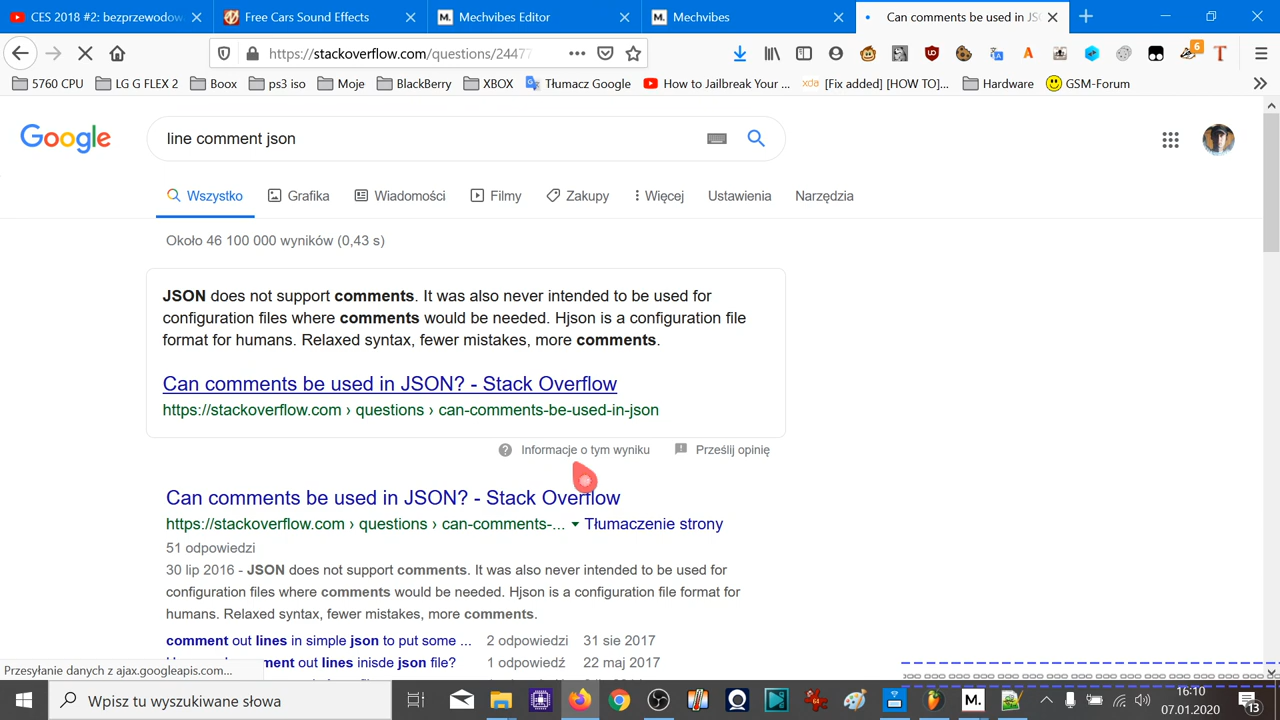 CES 2018 #2: bezprzewodow
Free Cars Sound Effects
Mechvibes Editor
Mechvibes
Can comments be used in JS
https://stackoverflow.com/questions/24477
6
5760 CPU
LG G FLEX 2
Boox
ps3 iso
Moje
BlackBerry
XBOX
Tłumacz Google
How to Jailbreak Your ...
[Fix added] [HOW TO]...
Hardware
GSM-Forum
Google
line comment json
Wszystko
Grafika
Wiadomości
Filmy
Zakupy
Więcej
Ustawienia
Narzędzia
Około 46 100 000 wyników (0,43 s)
JSON does not support comments. It was also never intended to be used for
configuration files where comments would be needed. Hjson is a configuration file
format for humans. Relaxed syntax, fewer mistakes, more comments.
Can comments be used in JSON? - Stack Overflow
https://stackoverflow.com › questions › can-comments-be-used-in-json
Informacje o tym wyniku
Prześlij opinię
Can comments be used in JSON? - Stack Overflow
https://stackoverflow.com › questions › can-comments-... Tłumaczenie strony
51 odpowiedzi
30 lip 2016 - JSON does not support comments. It was also never intended to be used for
configuration files where comments would be needed. Hjson is a configuration file format for
humans. Relaxed syntax, fewer mistakes, more comments.
comment out lines in simple json to put some ... 2 odpowiedzi 31 sie 2017
out lines inisde json file? 1 odpowiedź 22 maj 2017
Przesyłanie danych z ajax.googleapis.com...
Wpisz tu wyszukiwane słowa
16:10
07.01.2020
13